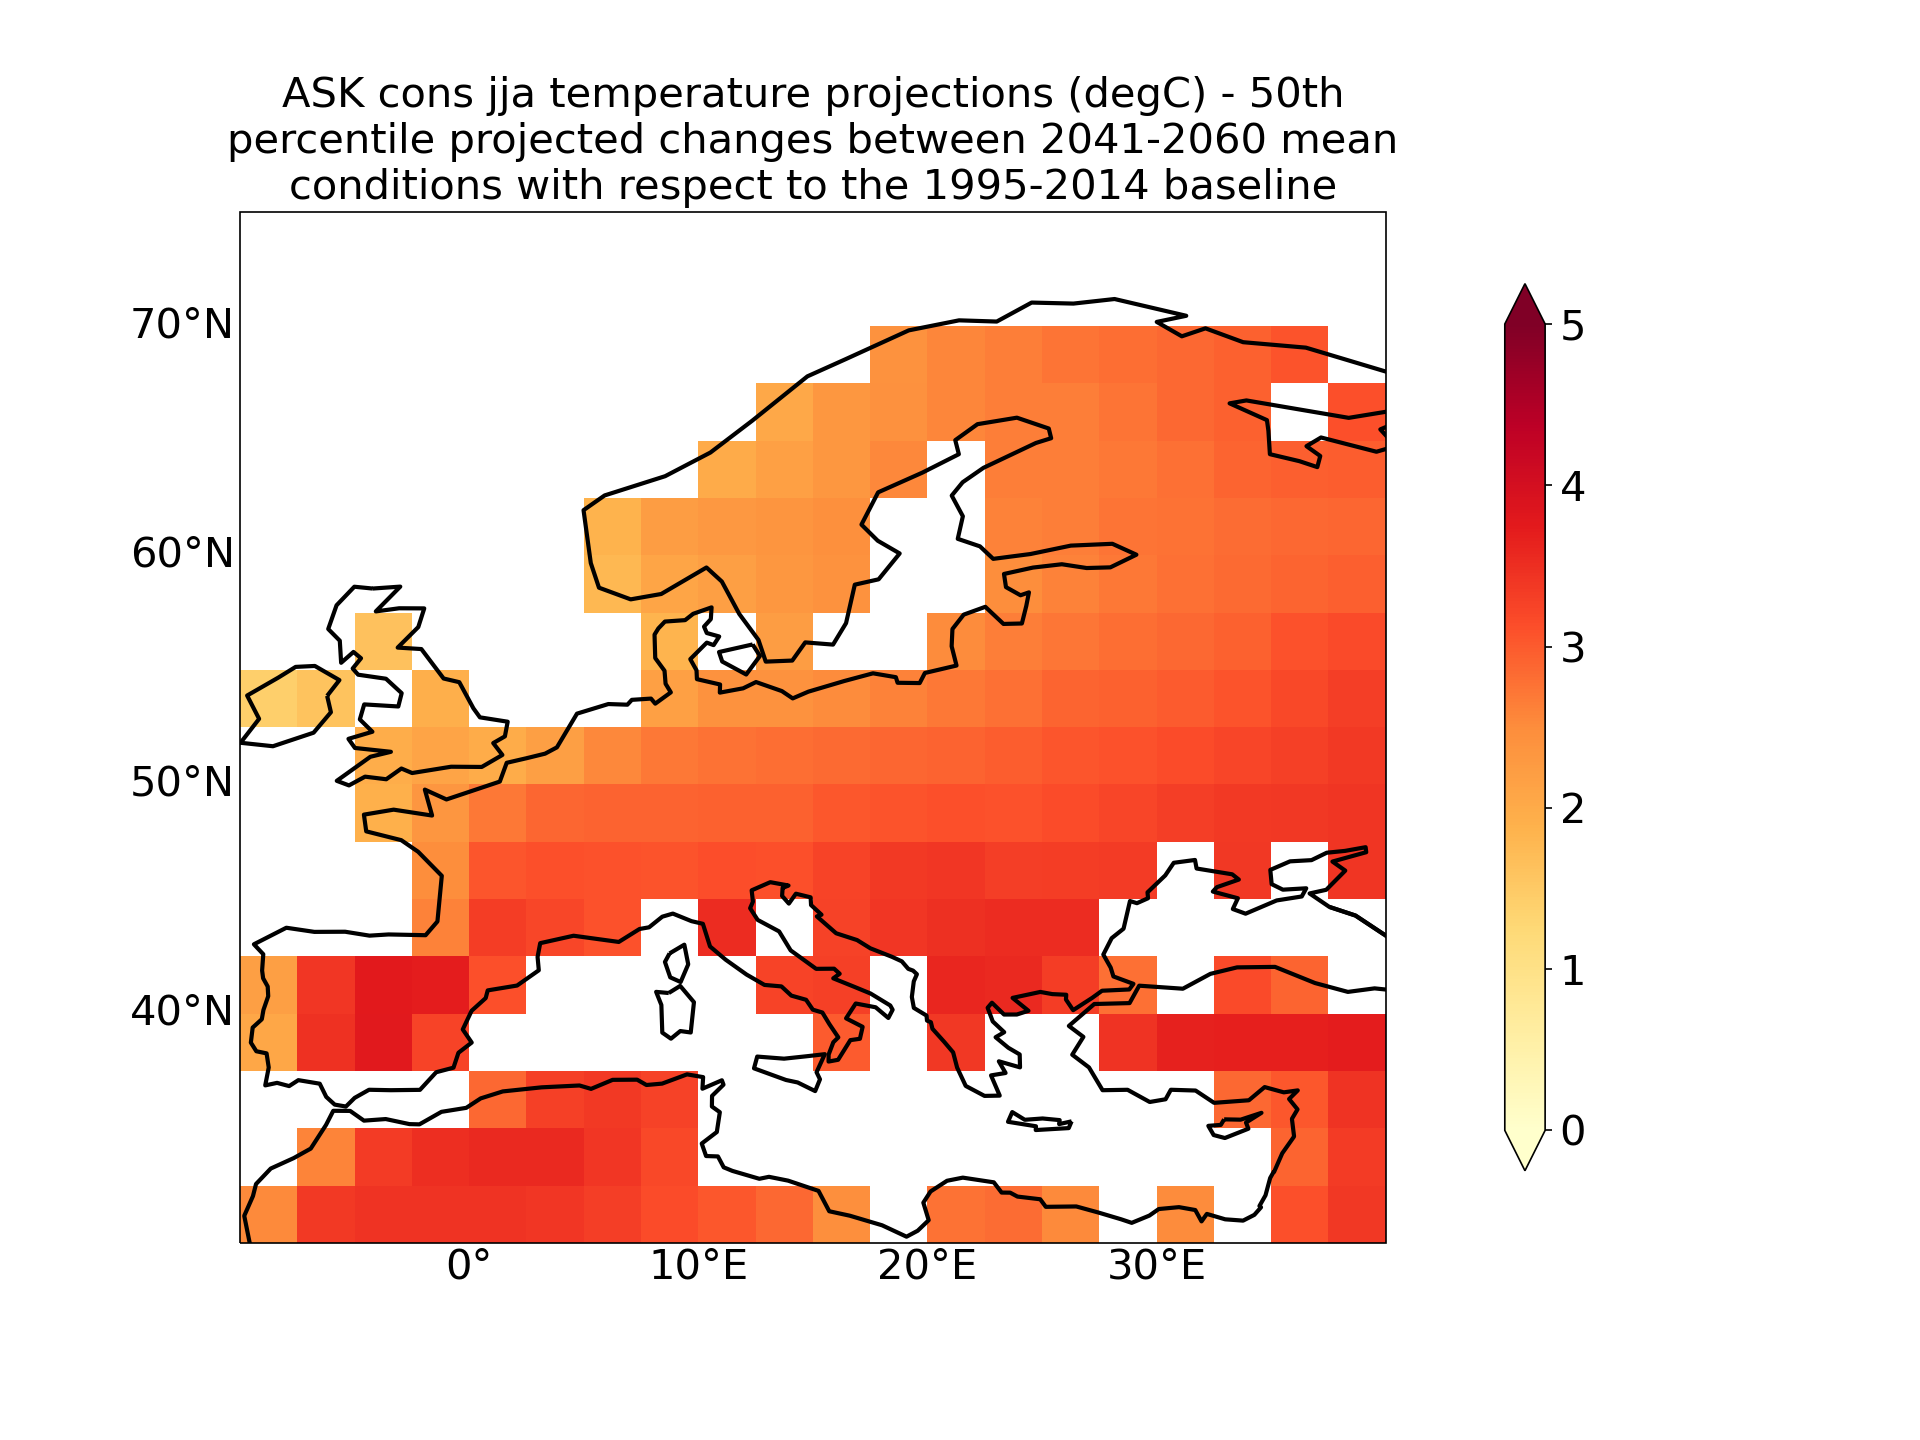 ASK cons jja temperature projections (degC) - 50th
percentile projected changes between 2041-2060 mean
conditions with respect to the 1995-2014 baseline
70°N
60°N
50°N
40°N
0°
10°E
20°E
30°E
5
4
3
2
1
0